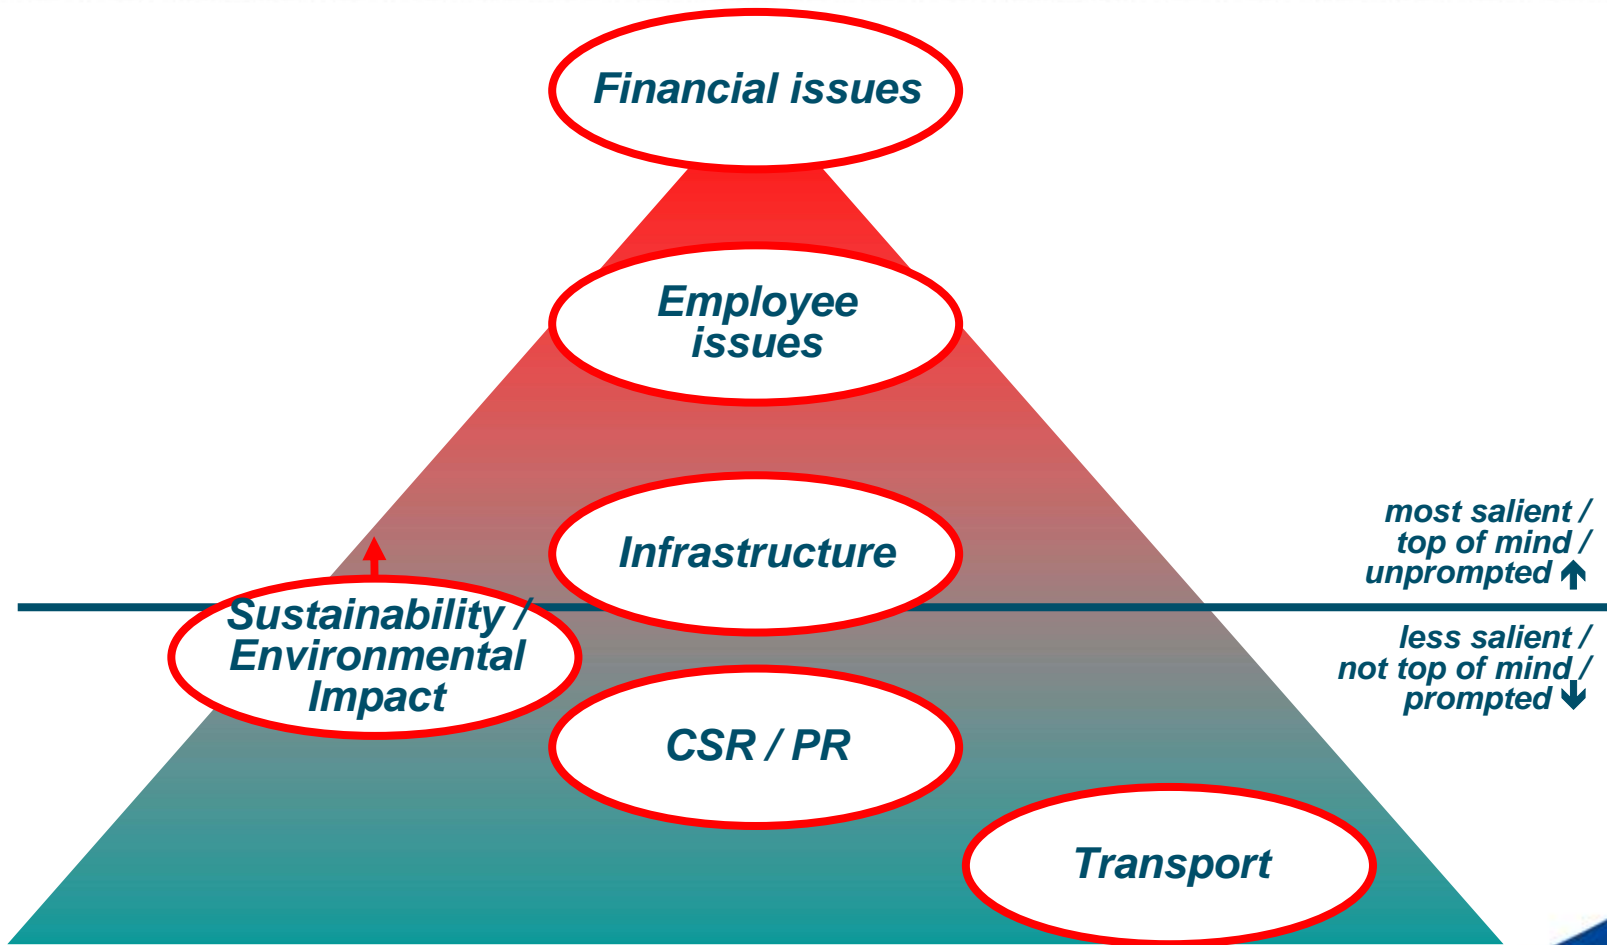 Financial issues
Employee
issues
Infrastructure
most salient /
top of mind /
unprompted ↑
Sustainability /
Environmental
Impact
less salient /
not top of mind /
prompted ↓
CSR / PR
Transport